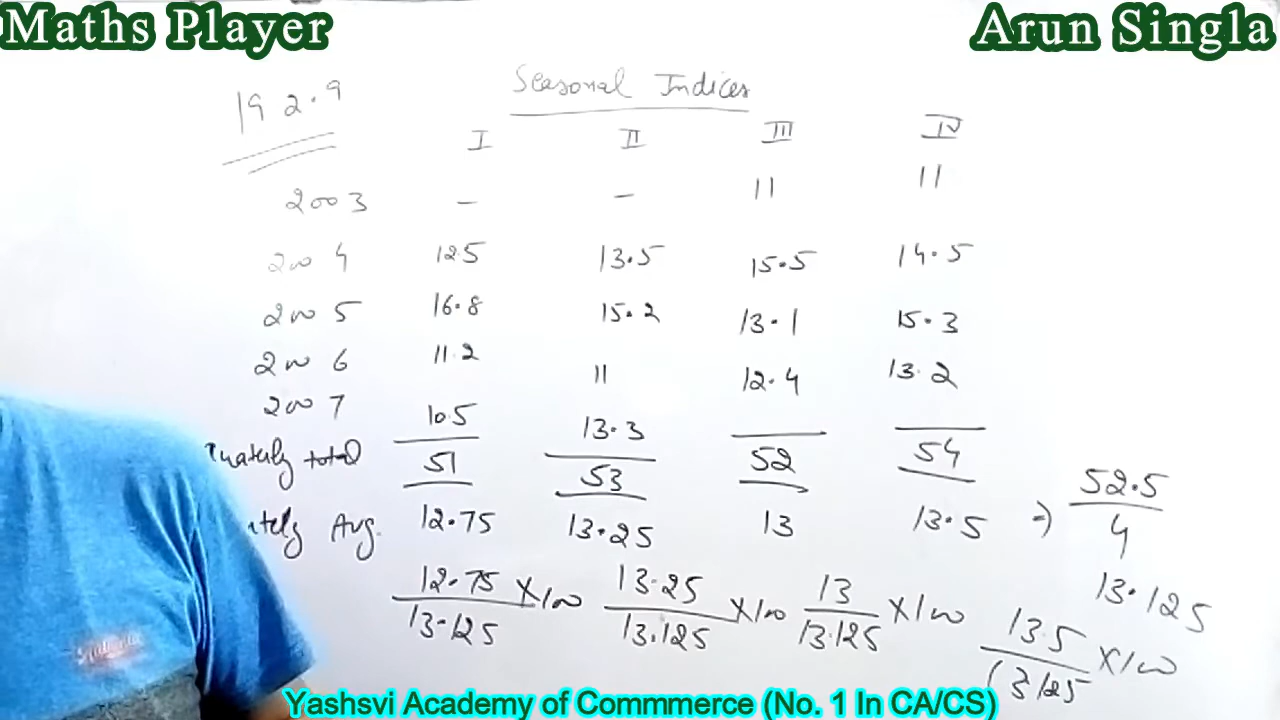 Maths Player Arun Singla
192.9 Seasonal Indices
I II III IV
2003 - - 11 11
2004 12.5 13.5 15.5 14.5
2005 16.8 15.2 13.1 15.3
2006 11.2 11 12.4 13.2
2007 10.5 13.3
uaterly total 51 53 52 54
ately Avg. 12.75 13.25 13 13.5 => 52.5/4
13.125
12.75/13.125 X100 13.25/13.125 X100 13/13.125 X100 13.5/13125 X100
Yashsvi Academy of Commmerce (No. 1 In CA/CS)